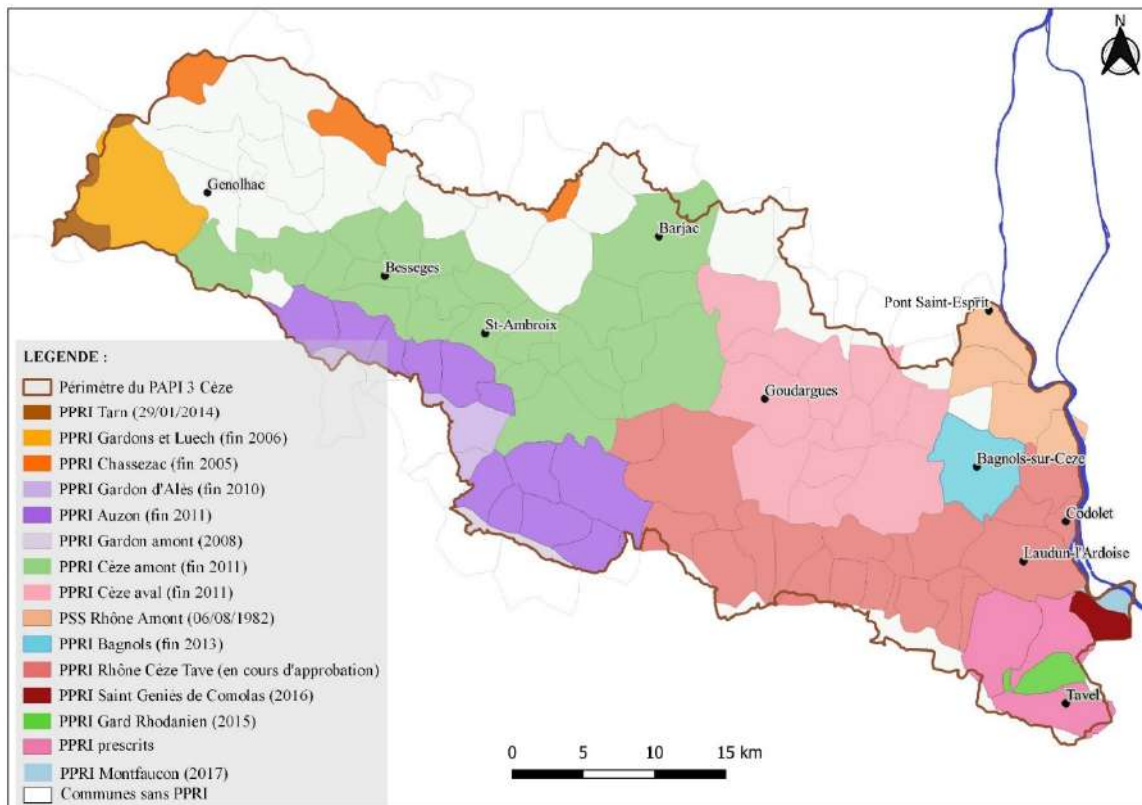 N
Genolhac
Barjac
Besseges
Pont Saint-Esprit
St-Ambroix
Goudargues
Bagnols-sur-Ceze
Codolet
Laudun-l'Ardoise
Tavel
LEGENDE :
Périmètre du PAPI 3 Cèze
PPRI Tarn (29/01/2014)
PPRI Gardons et Luech (fin 2006)
PPRI Chassezac (fin 2005)
PPRI Gardon d'Alès (fin 2010)
PPRI Auzon (fin 2011)
PPRI Gardon amont (2008)
PPRI Cèze amont (fin 2011)
PPRI Cèze aval (fin 2011)
PSS Rhône Amont (06/08/1982)
PPRI Bagnols (fin 2013)
PPRI Rhône Cèze Tave (en cours d'approbation)
PPRI Saint Geniès de Comolas (2016)
PPRI Gard Rhodanien (2015)
PPRI prescrits
PPRI Montfaucon (2017)
Communes sans PPRI
0 5 10 15 km